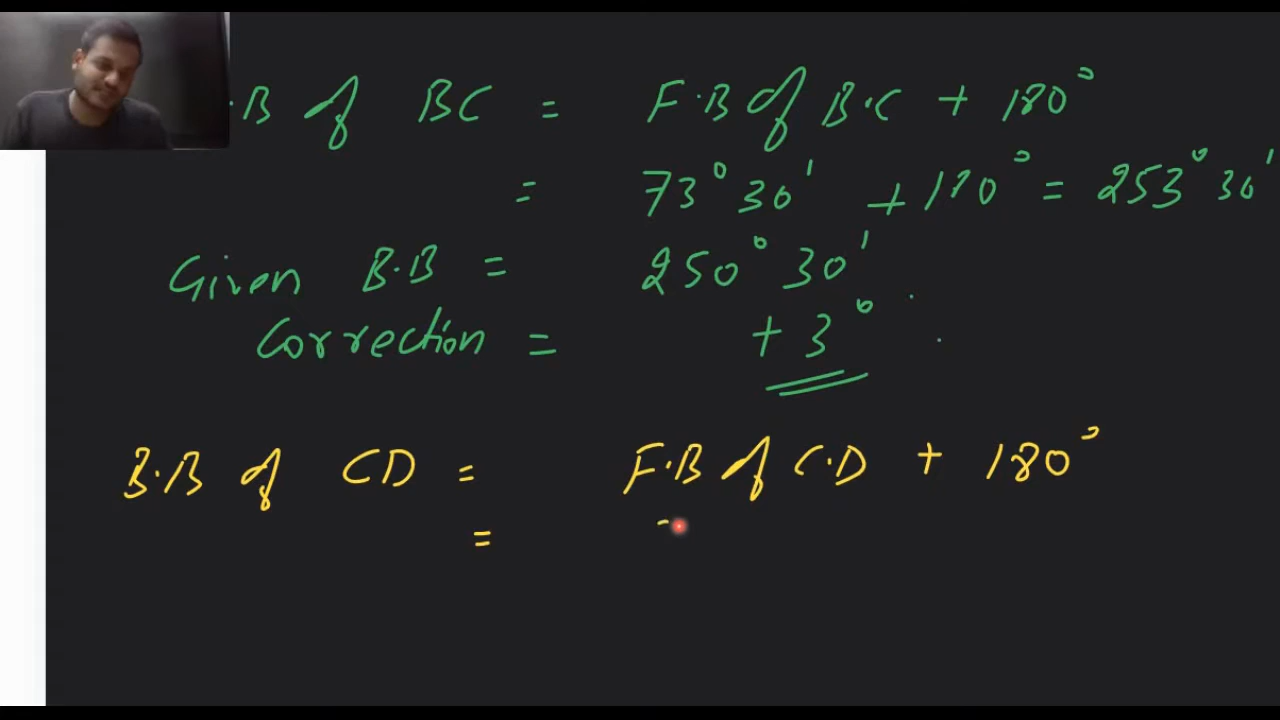 .B of BC = F.B of B.C + 180°
= 73° 30' + 180° = 253° 30'
Given B.B = 250° 30'
Correction = + 3°
B.B of CD = F.B of C.D + 180°
=